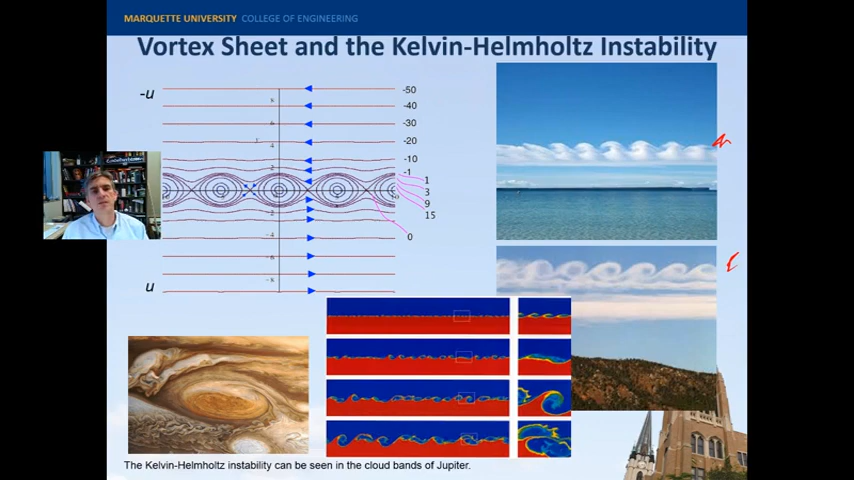 MARQUETTE UNIVERSITY COLLEGE OF ENGINEERING
Vortex Sheet and the Kelvin-Helmholtz Instability
-u
-50
-40
-30
-20
-10
-1
1
3
9
15
0
u
The Kelvin-Helmholtz instability can be seen in the cloud bands of Jupiter.